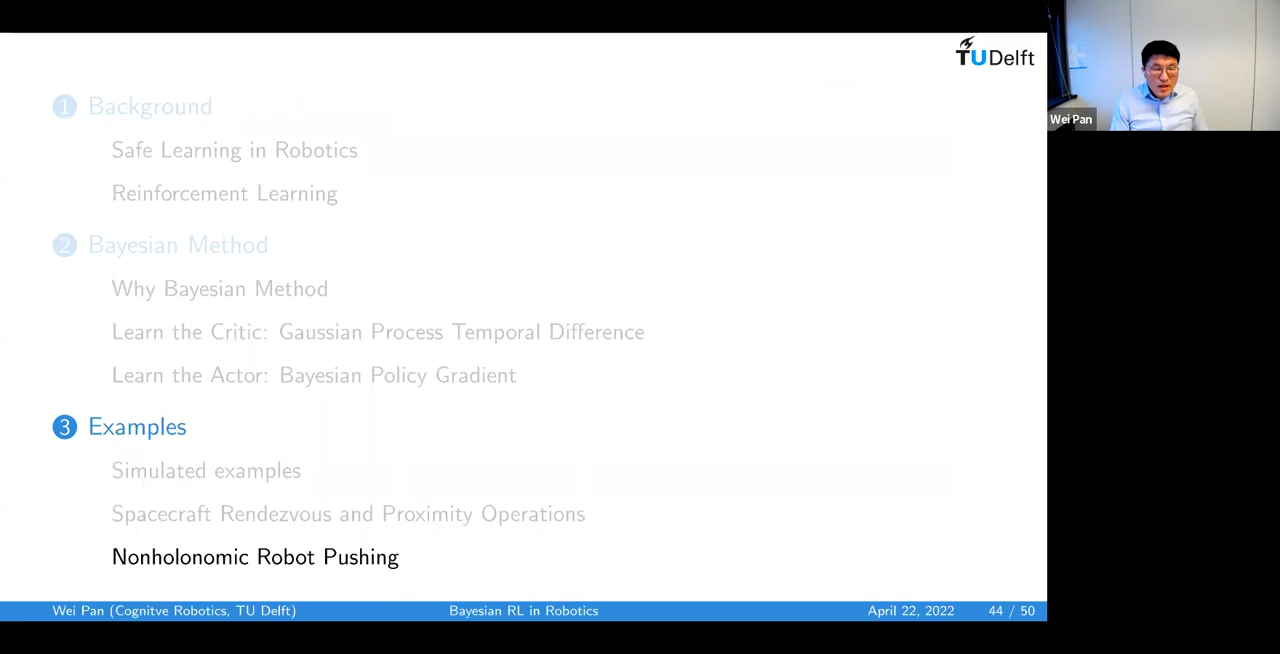 TUDelft
Wei Pan
1 Background
Safe Learning in Robotics
Reinforcement Learning
2 Bayesian Method
Why Bayesian Method
Learn the Critic: Gaussian Process Temporal Difference
Learn the Actor: Bayesian Policy Gradient
3 Examples
Simulated examples
Spacecraft Rendezvous and Proximity Operations
Nonholonomic Robot Pushing
Wei Pan (Cognitve Robotics, TU Delft) Bayesian RL in Robotics April 22, 2022 44 / 50